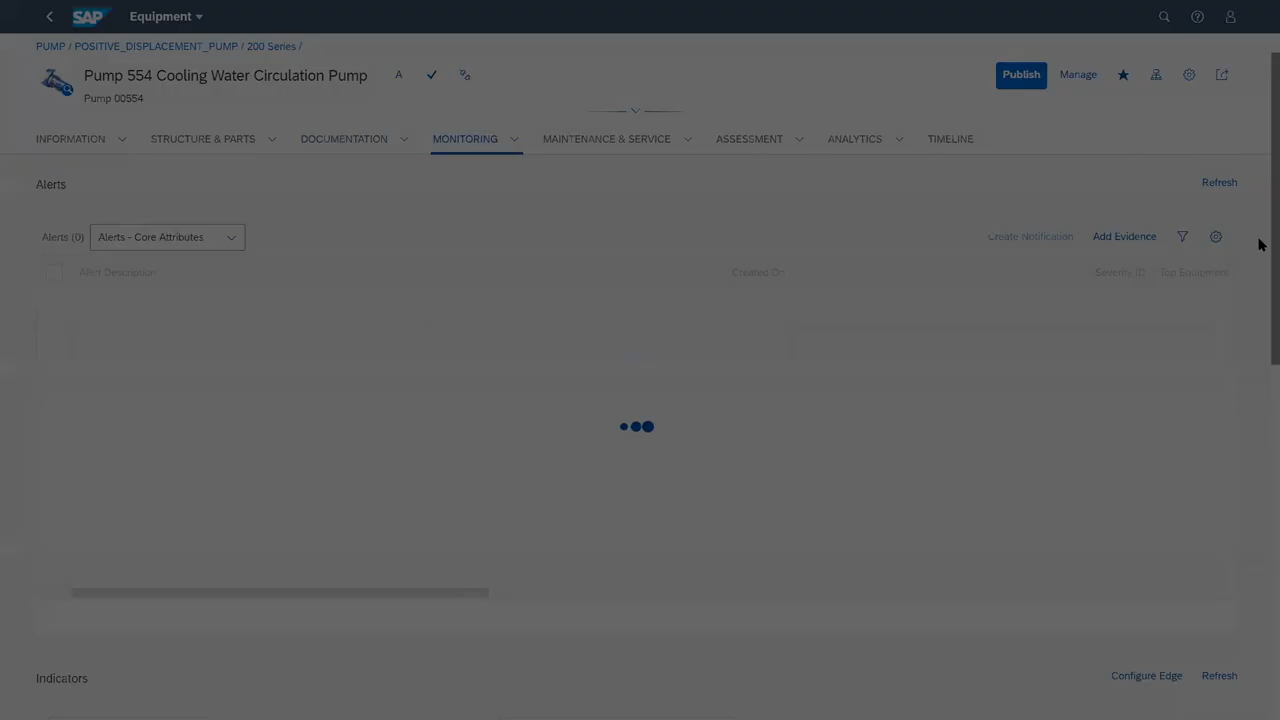 SAP Equipment
PUMP / POSITIVE_DISPLACEMENT_PUMP / 200 Series /
Pump 554 Cooling Water Circulation Pump A
Publish Manage
Pump 00554
INFORMATION STRUCTURE & PARTS DOCUMENTATION MONITORING MAINTENANCE & SERVICE ASSESSMENT ANALYTICS TIMELINE
Alerts Refresh
Alerts (0) Alerts - Core Attributes Create Notification Add Evidence
Alert Description Created On Severity ID Top Equipment
Indicators Configure Edge Refresh